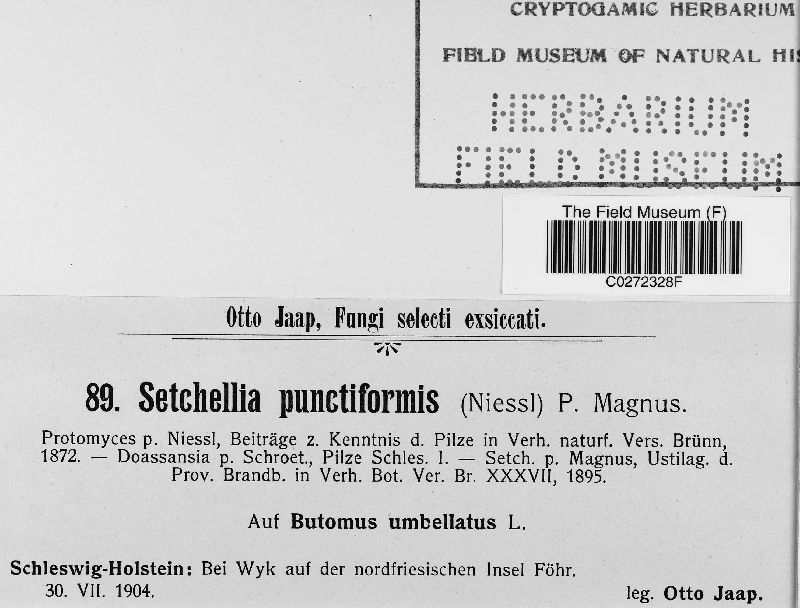 CRYPTOGAMIC HERBARIUM
FIELD MUSEUM OF NATURAL HIS
HERBARIUM
FIELD MUSEUM
The Field Museum (F)
C0272328F
Otto Jaap, Fungi selecti exsiccati.
89. Setchellia punctiformis (Niessl) P. Magnus.
Protomyces p. Niessl, Beiträge z. Kenntnis d. Pilze in Verh. naturf. Vers. Brünn,
1872. — Doassansia p. Schroet., Pilze Schles. I. — Setch. p. Magnus, Ustilag. d.
Prov. Brandb. in Verh. Bot. Ver. Br. XXXVII, 1895.
Auf Butomus umbellatus L.
Schleswig-Holstein: Bei Wyk auf der nordfriesischen Insel Föhr.
30. VII. 1904.
leg. Otto Jaap.